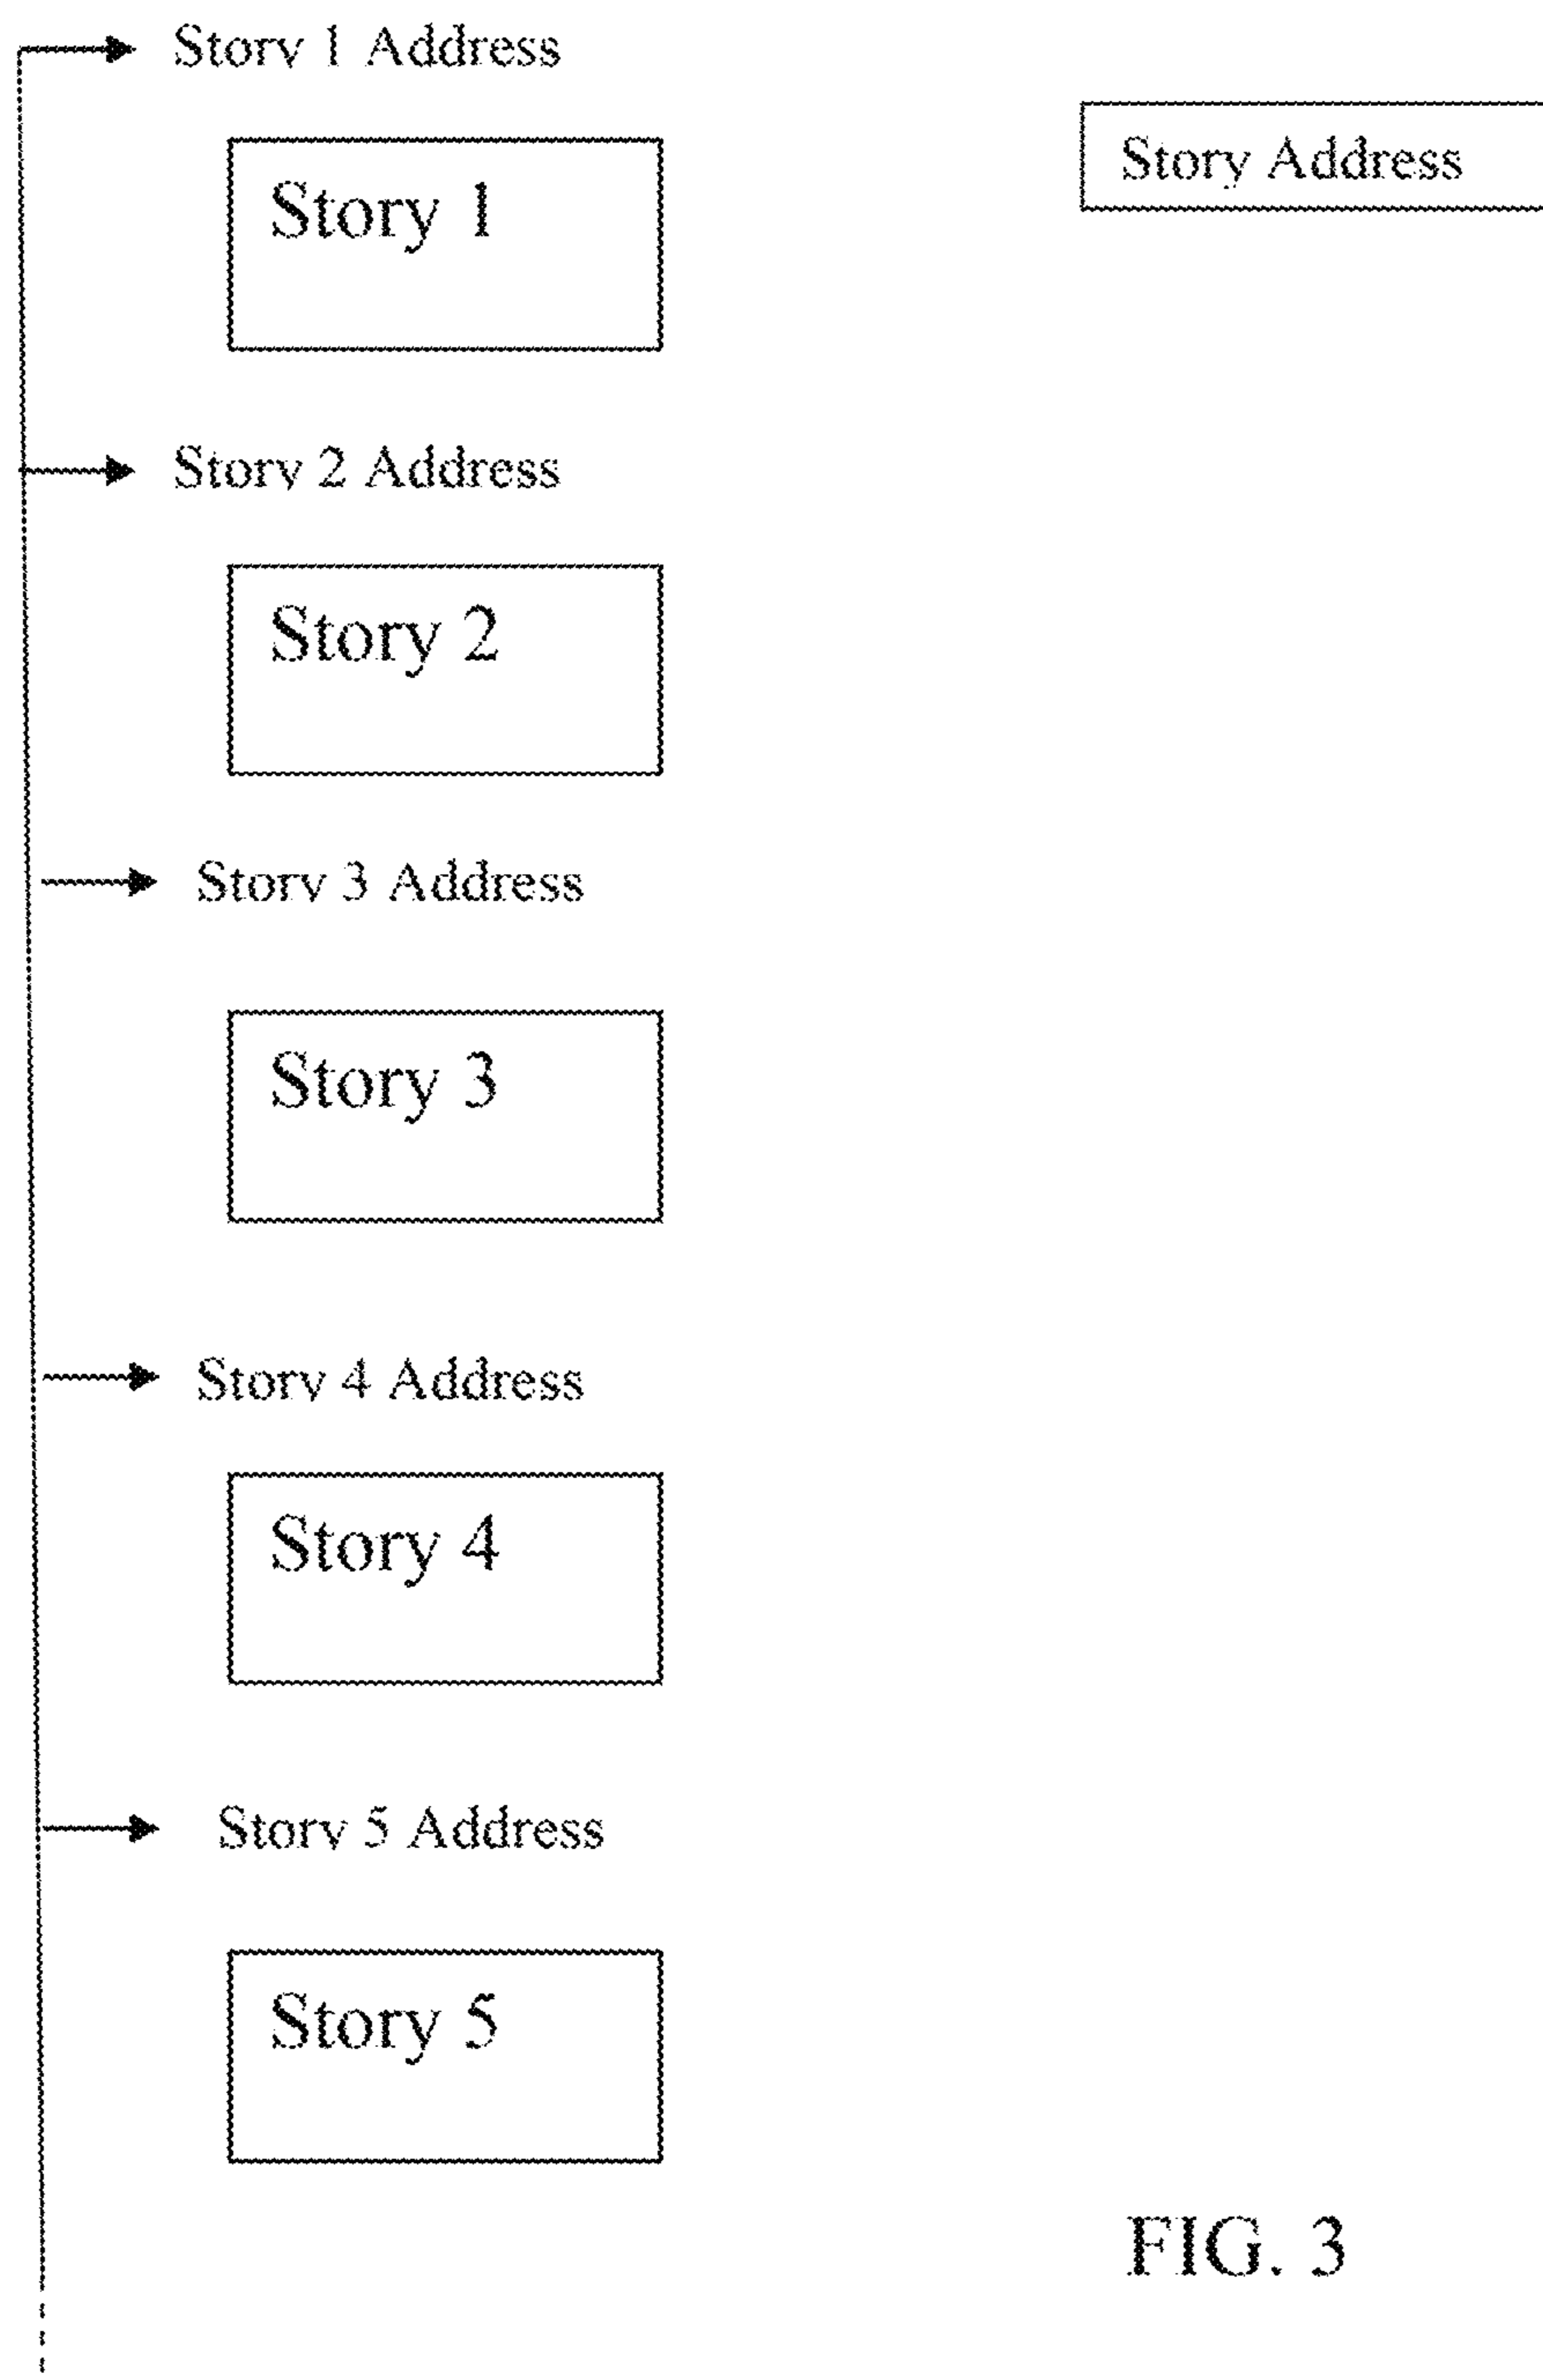 Story 1 Address
Story Address
Story 1
Story 2 Address
Story 2
Story 3 Address
Story 3
Story 4 Address
Story 4
Story 5 Address
Story 5
FIG. 3